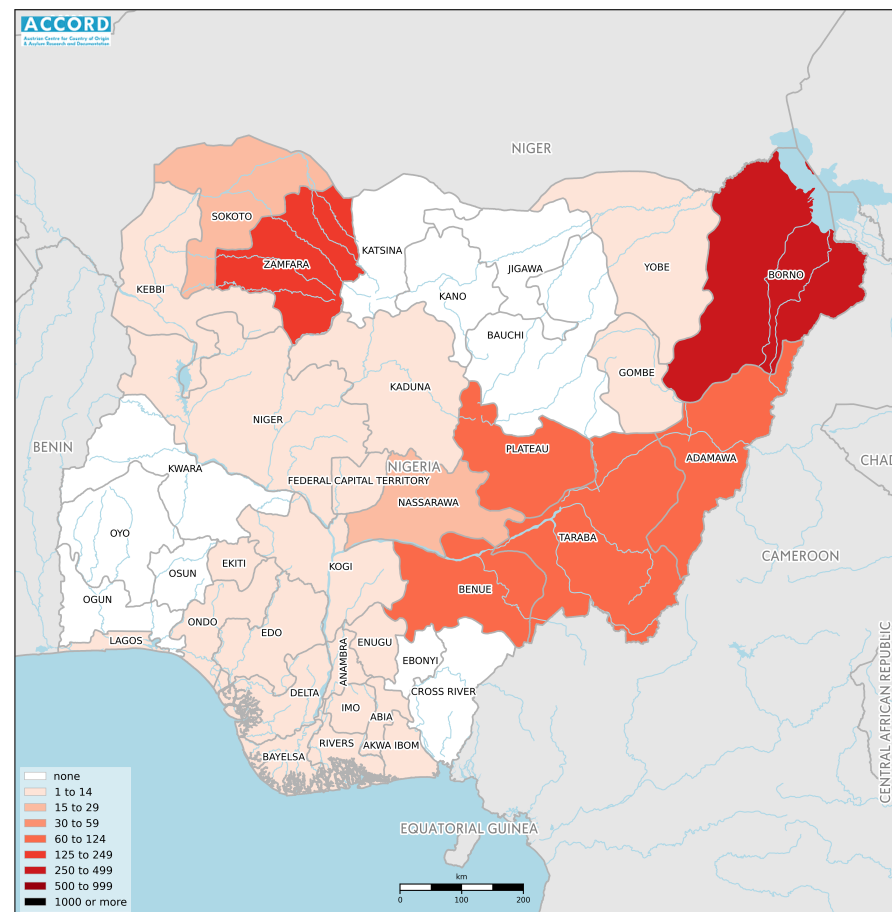 ACCORD
Austrian Centre for Country of Origin
& Asylum Research and Documentation
NIGER
SOKOTO
KATSINA
ZAMFARA
JIGAWA
YOBE
BORNO
KEBBI
KANO
BAUCHI
GOMBE
KADUNA
NIGER
BENIN
PLATEAU
ADAMAWA
CHAD
NIGERIA
KWARA
FEDERAL CAPITAL TERRITORY
NASSARAWA
OYO
TARABA
CAMEROON
EKITI
KOGI
OSUN
BENUE
OGUN
ONDO
LAGOS
EDO
ENUGU
ANAMBRA
EBONYI
CROSS RIVER
DELTA
IMO
ABIA
RIVERS
AKWA IBOM
BAYELSA
CENTRAL AFRICAN REPUBLIC
EQUATORIAL GUINEA
none
1 to 14
15 to 29
30 to 59
60 to 124
125 to 249
250 to 499
500 to 999
1000 or more
km
0 100 200